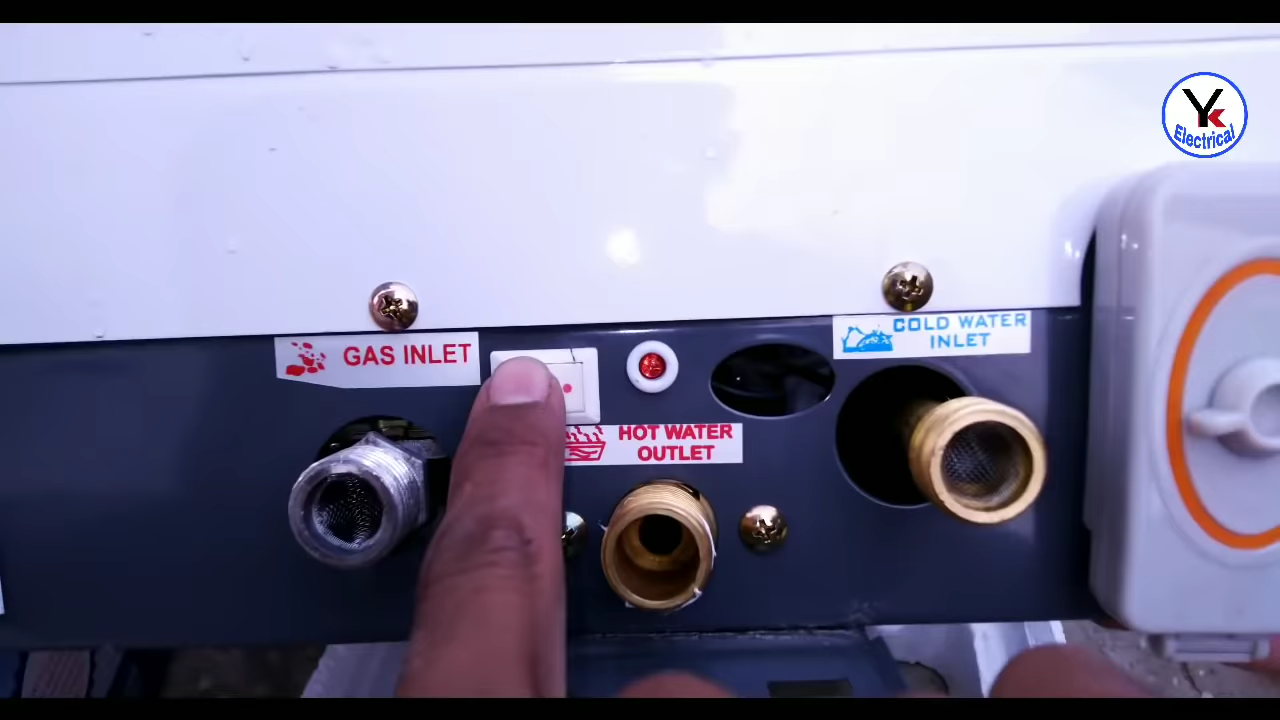 YK
Electrical
GAS INLET
COLD WATER
INLET
HOT WATER
OUTLET